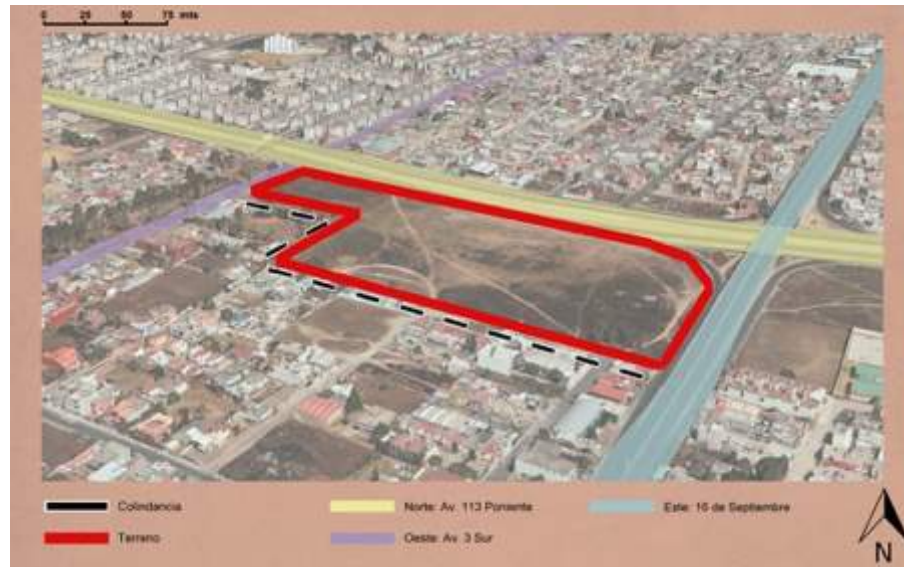 0 25 50 75 mts
Colindancia
Norte: Av. 113 Poniente
Este: 16 de Septiembre
Terreno
Oeste: Av. 3 Sur
N